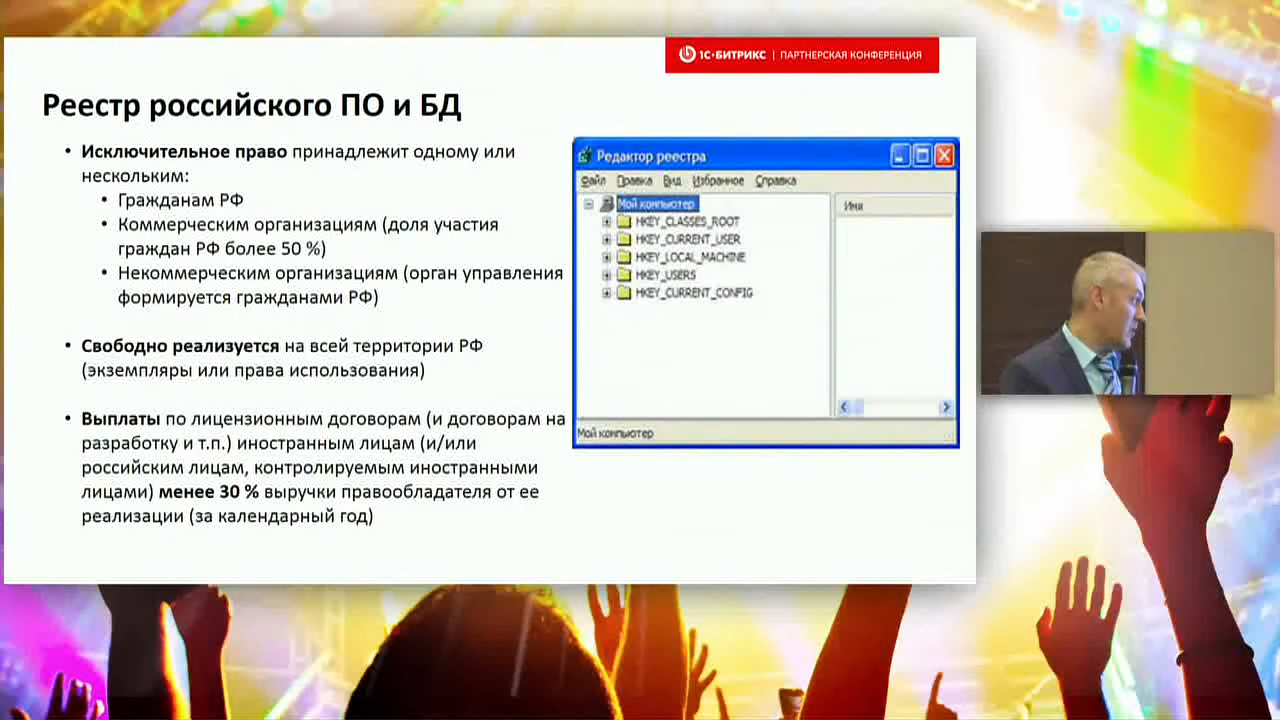 1С·БИТРИКС | ПАРТНЕРСКАЯ КОНФЕРЕНЦИЯ
Реестр российского ПО и БД
• Исключительное право принадлежит одному или
нескольким:
• Гражданам РФ
• Коммерческим организациям (доля участия
граждан РФ более 50 %)
• Некоммерческим организациям (орган управления
формируется гражданами РФ)
• Свободно реализуется на всей территории РФ
(экземпляры или права использования)
• Выплаты по лицензионным договорам (и договорам на
разработку и т.п.) иностранным лицам (и/или
российским лицам, контролируемым иностранными
лицами) менее 30 % выручки правообладателя от ее
реализации (за календарный год)
Редактор реестра
Файл Правка Вид Избранное Справка
Мой компьютер
HKEY_CLASSES_ROOT
HKEY_CURRENT_USER
HKEY_LOCAL_MACHINE
HKEY_USERS
HKEY_CURRENT_CONFIG
Имя
Мой компьютер